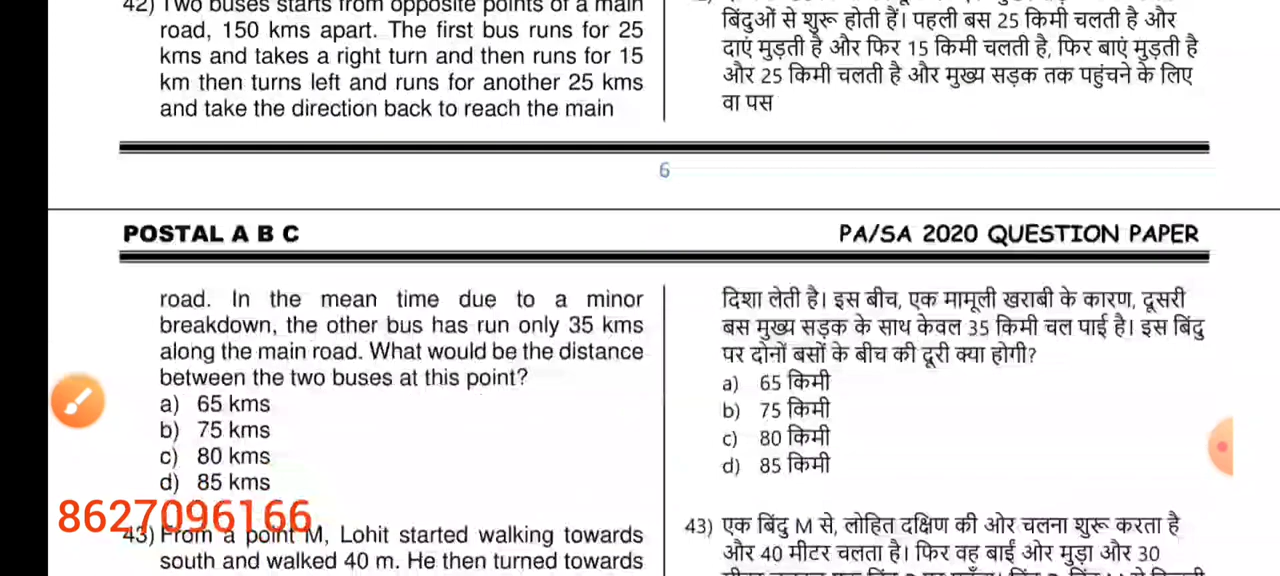 42) Two buses starts from opposite points of a main
road, 150 kms apart. The first bus runs for 25
kms and takes a right turn and then runs for 15
km then turns left and runs for another 25 kms
and take the direction back to reach the main
बिंदुओं से शुरू होती हैं। पहली बस 25 किमी चलती है और
दाएं मुड़ती है और फिर 15 किमी चलती है, फिर बाएं मुड़ती है
और 25 किमी चलती है और मुख्य सड़क तक पहुंचने के लिए
वा पस
6
POSTAL A B C
PA/SA 2020 QUESTION PAPER
road. In the mean time due to a minor
breakdown, the other bus has run only 35 kms
along the main road. What would be the distance
between the two buses at this point?
a) 65 kms
b) 75 kms
c) 80 kms
d) 85 kms
8627096166
43) From a point M, Lohit started walking towards
south and walked 40 m. He then turned towards
दिशा लेती है। इस बीच, एक मामूली खराबी के कारण, दूसरी
बस मुख्य सड़क के साथ केवल 35 किमी चल पाई है। इस बिंदु
पर दोनों बसों के बीच की दूरी क्या होगी?
a) 65 किमी
b) 75 किमी
c) 80 किमी
d) 85 किमी
43) एक बिंदु M से, लोहित दक्षिण की ओर चलना शुरू करता है
और 40 मीटर चलता है। फिर वह बाईं ओर मुड़ा और 30